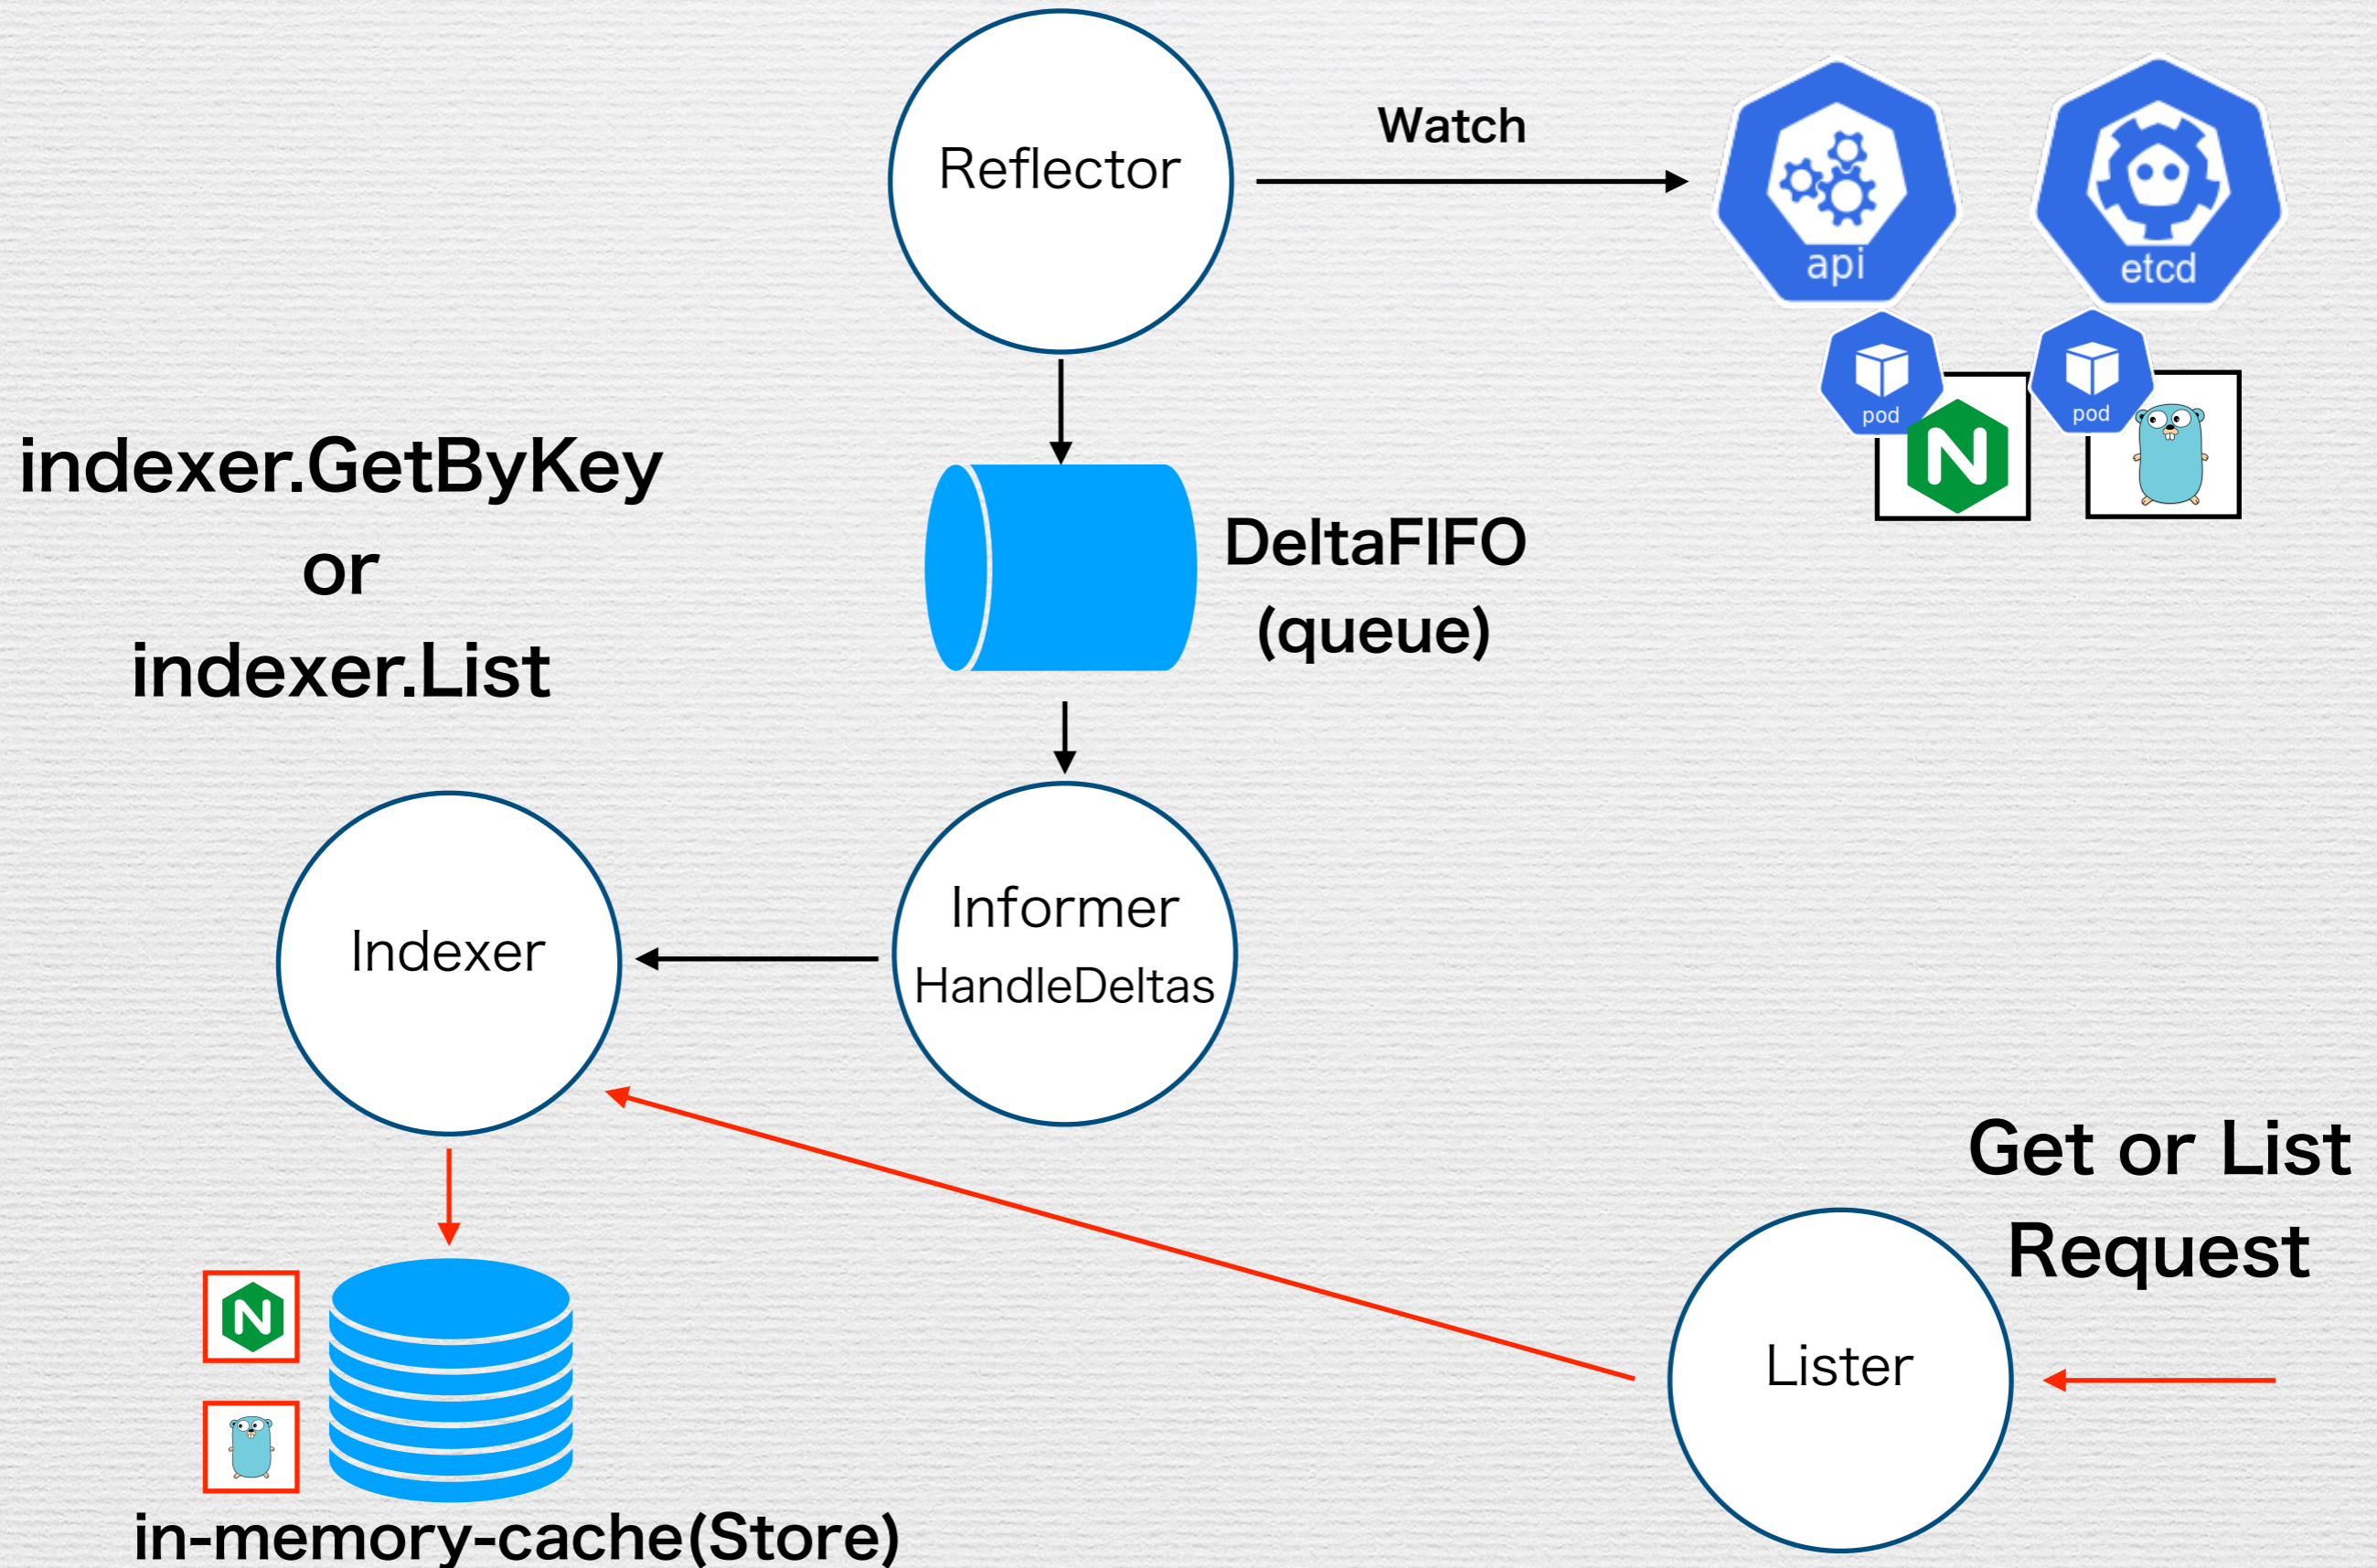 Reflector
Watch
api
etcd
pod
pod
N
indexer.GetByKey
or
indexer.List
DeltaFIFO
(queue)
Indexer
Informer
HandleDeltas
Get or List
Request
Lister
N
in-memory-cache(Store)